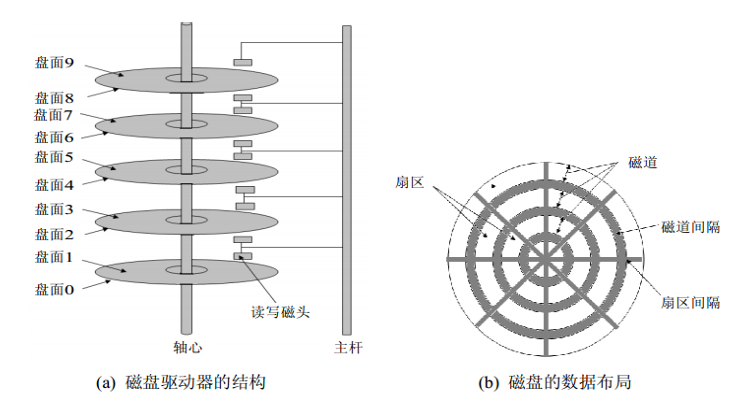 盘面9
盘面8
盘面7
盘面6
盘面5
盘面4
盘面3
盘面2
盘面1
盘面0
读写磁头
轴心
主杆
(a) 磁盘驱动器的结构
磁道
扇区
磁道间隔
扇区间隔
(b) 磁盘的数据布局